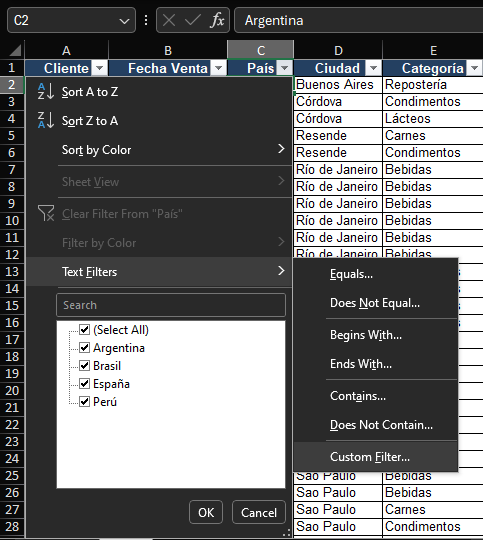 C2 fx Argentina
A B C D E
1 Cliente Fecha Venta País Ciudad Categoría
2 Buenos Aires Repostería
3 Córdova Condimentos
4 Córdova Lácteos
5 Resende Carnes
6 Resende Condimentos
7 Río de Janeiro Bebidas
8 Río de Janeiro Bebidas
9 Río de Janeiro Bebidas
10 Río de Janeiro Bebidas
11 Río de Janeiro Bebidas
12 Río de Janeiro Bebidas
13
14
15
16
17
18
19
20
21
22
23
24
25 Sao Paulo Bebidas
26 Sao Paulo Bebidas
27 Sao Paulo Carnes
28 Sao Paulo Condimentos
Sort A to Z
Sort Z to A
Sort by Color
Sheet View
Clear Filter From "País"
Filter by Color
Text Filters
Search
(Select All)
Argentina
Brasil
España
Perú
OK Cancel
Equals...
Does Not Equal...
Begins With...
Ends With...
Contains...
Does Not Contain...
Custom Filter...